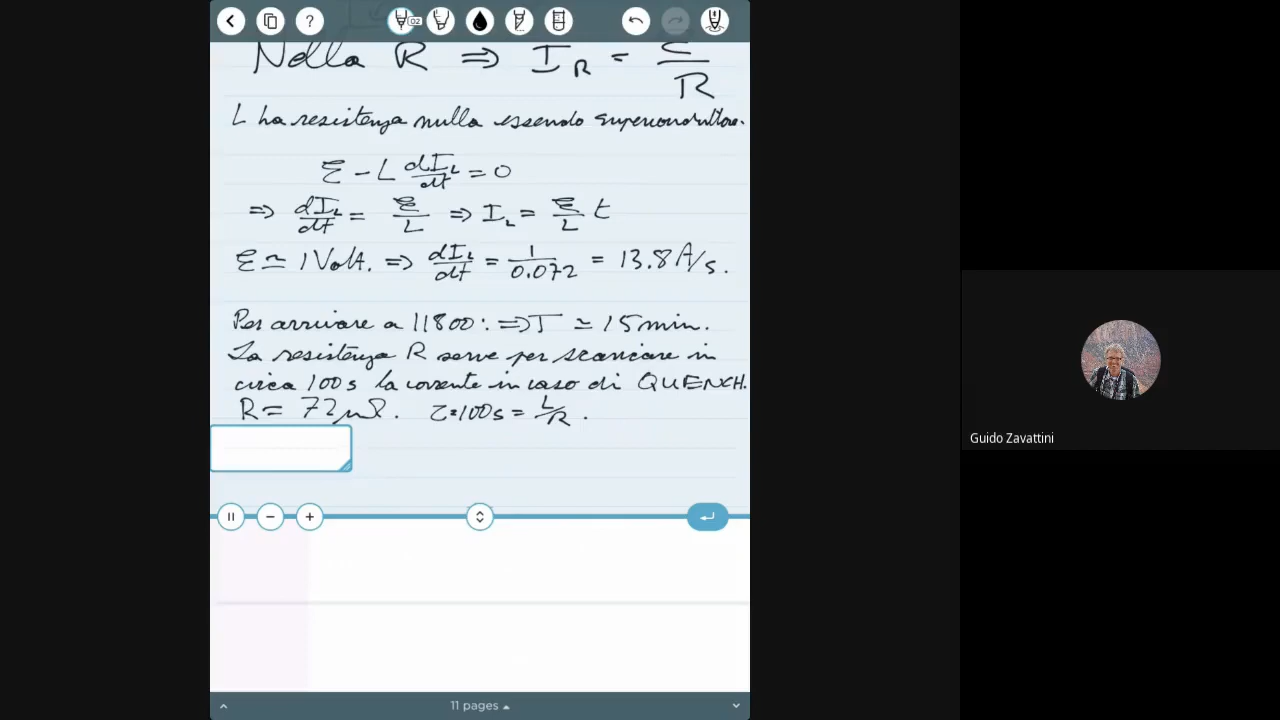 ?
02
Nella R ⇒ I_R = ε/R
L ha resistenza nulla essendo superconduttore.
ε - L dI_L/dt = 0
⇒ dI_L/dt = ε/L ⇒ I_L = ε/L t
ε ≃ 1 Volt. ⇒ dI_L/dt = 1/0.072 = 13.8 A/s.
Per arrivare a 11800: ⇒ T ≃ 15 min.
La resistenza R serve per scaricare in
circa 100 s la corrente in caso di QUENCH.
R = 72 μΩ. τ = 100 s = L/R.
Guido Zavattini
11 pages